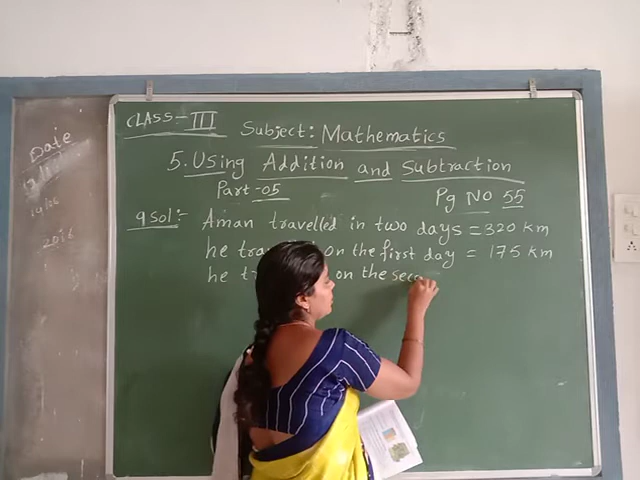 CLASS - III
Subject: Mathematics
5. Using Addition and Subtraction
Part-05
Pg NO 55
9 Sol:- Aman travelled in two days = 320 km
he on the first day = 175 km
he on the seco
Date
2016